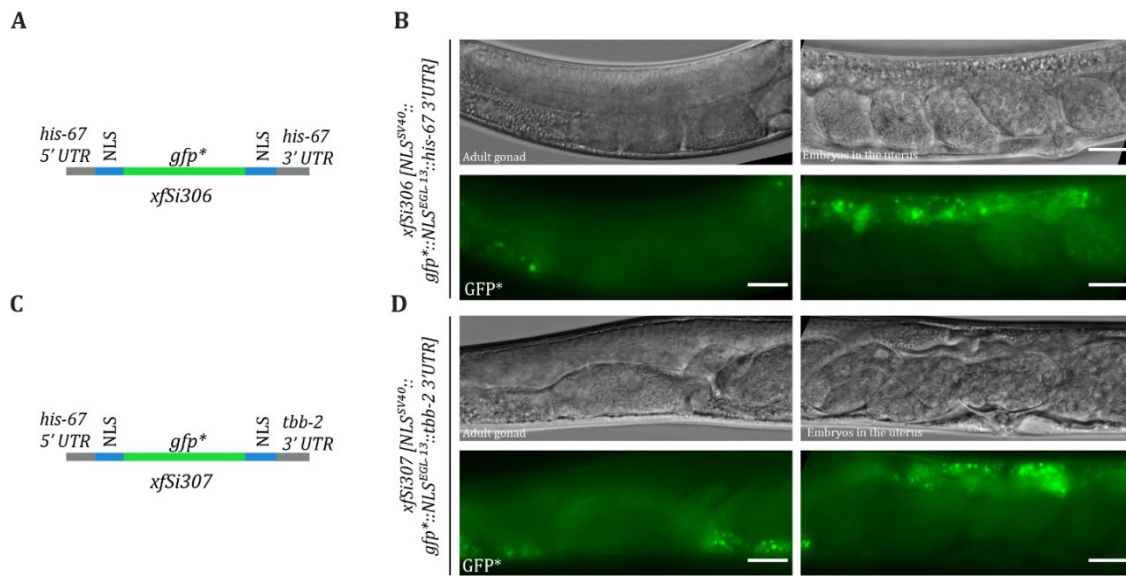 A
his-67
5' UTR
NLS
gfp*
NLS
his-67
3' UTR
xfSi306
B
xfSi306 [NLS^SV40::
gfp*::NLS^EGL-13::his-67 3'UTR]
Adult gonad
Embryos in the uterus
GFP*
C
his-67
5' UTR
NLS
gfp*
NLS
tbb-2
3' UTR
xfSi307
D
xfSi307 [NLS^SV40::
gfp*::NLS^EGL-13::tbb-2 3'UTR]
Adult gonad
Embryos in the uterus
GFP*